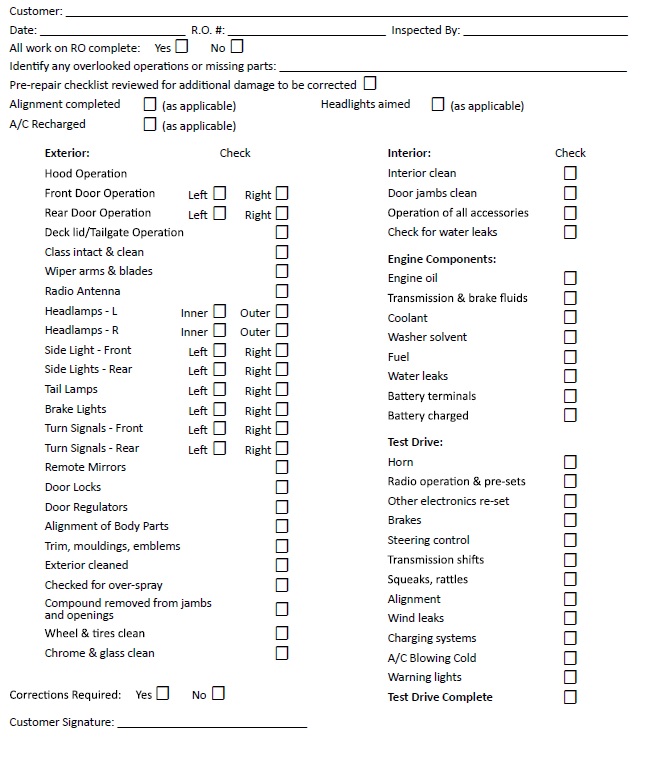 Customer:
Date: R.O. #: Inspected By:
All work on RO complete: Yes No
Identify any overlooked operations or missing parts:
Pre-repair checklist reviewed for additional damage to be corrected
Alignment completed (as applicable) Headlights aimed (as applicable)
A/C Recharged (as applicable)
Exterior: Check
Hood Operation
Front Door Operation Left Right
Rear Door Operation Left Right
Deck lid/Tailgate Operation
Class intact & clean
Wiper arms & blades
Radio Antenna
Headlamps - L Inner Outer
Headlamps - R Inner Outer
Side Light - Front Left Right
Side Lights - Rear Left Right
Tail Lamps Left Right
Brake Lights Left Right
Turn Signals - Front Left Right
Turn Signals - Rear Left Right
Remote Mirrors
Door Locks
Door Regulators
Alignment of Body Parts
Trim, mouldings, emblems
Exterior cleaned
Checked for over-spray
Compound removed from jambs
and openings
Wheel & tires clean
Chrome & glass clean
Interior: Check
Interior clean
Door jambs clean
Operation of all accessories
Check for water leaks
Engine Components:
Engine oil
Transmission & brake fluids
Coolant
Washer solvent
Fuel
Water leaks
Battery terminals
Battery charged
Test Drive:
Horn
Radio operation & pre-sets
Other electronics re-set
Brakes
Steering control
Transmission shifts
Squeaks, rattles
Alignment
Wind leaks
Charging systems
A/C Blowing Cold
Warning lights
Test Drive Complete
Corrections Required: Yes No
Customer Signature: